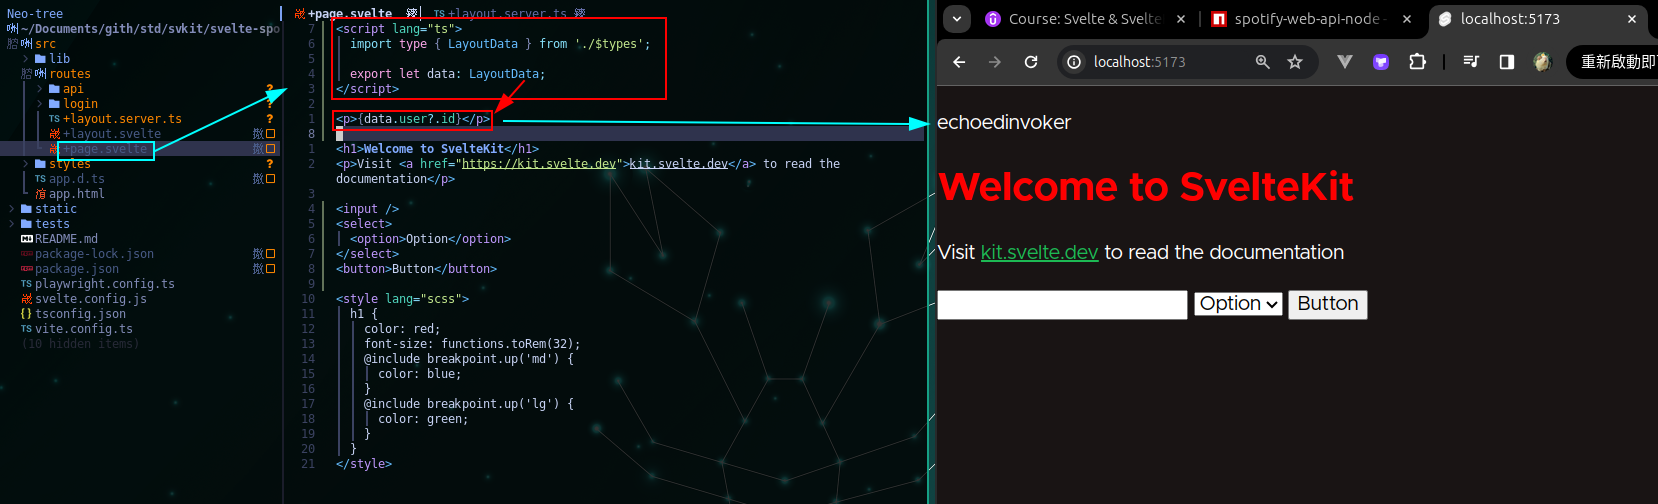 Neo-tree
~/Documents/gith/std/svkit/svelte-spo
src
lib
routes
api ?
login ?
TS +layout.server.ts ?
+layout.svelte
+page.svelte
styles ?
TS app.d.ts
app.html
static
tests
README.md
package-lock.json
package.json
TS playwright.config.ts
svelte.config.js
{} tsconfig.json
TS vite.config.ts
(10 hidden items)
+page.svelte
TS +layout.server.ts
7 <script lang="ts">
6 import type { LayoutData } from './$types';
5
4 export let data: LayoutData;
3 </script>
2
1 <p>{data.user?.id}</p>
8
1 <h1>Welcome to SvelteKit</h1>
2 <p>Visit <a href="https://kit.svelte.dev">kit.svelte.dev</a> to read the
documentation</p>
3
4 <input />
5 <select>
6 <option>Option</option>
7 </select>
8 <button>Button</button>
9
10 <style lang="scss">
11 h1 {
12 color: red;
13 font-size: functions.toRem(32);
14 @include breakpoint.up('md') {
15 color: blue;
16 }
17 @include breakpoint.up('lg') {
18 color: green;
19 }
20 }
21 </style>
Course: Svelte & Svelte
spotify-web-api-node -
localhost:5173
localhost:5173
重新啟動即可
echoedinvoker
Welcome to SvelteKit
Visit kit.svelte.dev to read the documentation
Option
Button